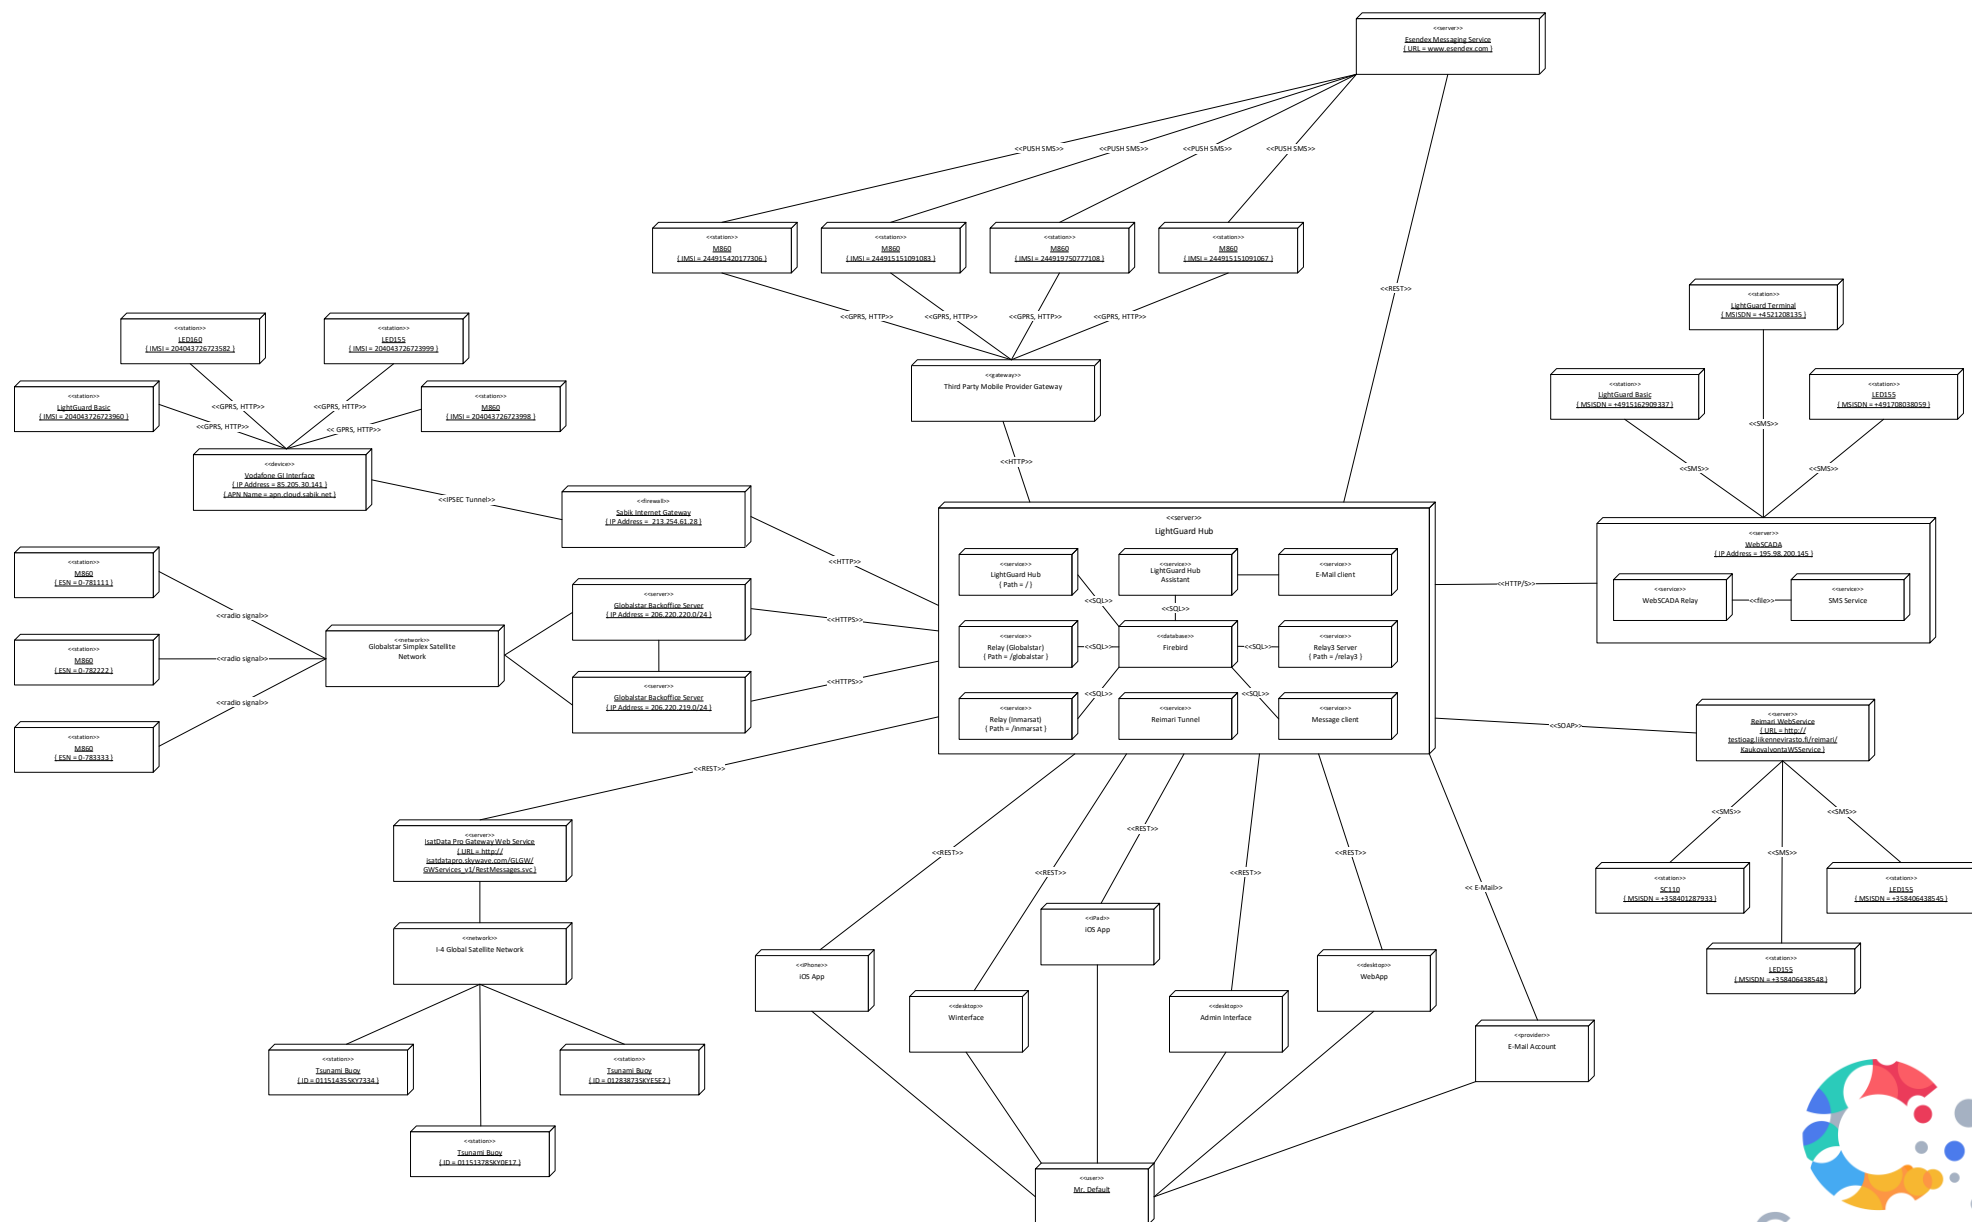 <<server>>
Esendex Messaging Service
{ URL = www.esendex.com }
<<PUSH SMS>>
<<PUSH SMS>>
<<PUSH SMS>>
<<PUSH SMS>>
<<station>>
M860
{ IMSI = 244915420177306 }
<<station>>
M860
{ IMSI = 244915151091083 }
<<station>>
M860
{ IMSI = 244919750777108 }
<<station>>
M860
{ IMSI = 244915151091067 }
<<REST>>
<<GPRS, HTTP>>
<<GPRS, HTTP>>
<<GPRS, HTTP>>
<<GPRS, HTTP>>
<<gateway>>
Third Party Mobile Provider Gateway
<<HTTP>>
<<station>>
LED160
{ IMSI = 204043726723582 }
<<station>>
LED155
{ IMSI = 204043726723999 }
<<station>>
LightGuard Basic
{ IMSI = 204043726723960 }
<<station>>
M860
{ IMSI = 204043726723998 }
<<GPRS, HTTP>>
<<GPRS, HTTP>>
<<GPRS, HTTP>>
<< GPRS, HTTP>>
<<device>>
Vodafone GI Interface
{ IP Address = 85.205.30.141 }
{ APN Name = apn.cloud.sabik.net }
<<IPSEC Tunnel>>
<<firewall>>
Sabik Internet Gateway
{ IP Address = 213.254.61.28 }
<<HTTP>>
<<station>>
LightGuard Terminal
{ MSISDN = +4521208135 }
<<station>>
LightGuard Basic
{ MSISDN = +4915162909337 }
<<station>>
LED155
{ MSISDN = +491708038059 }
<<SMS>>
<<SMS>>
<<SMS>>
<<server>>
WebSCADA
{ IP Address = 195.98.200.145 }
<<service>>
WebSCADA Relay
<<file>>
<<service>>
SMS Service
<<HTTP/S>>
<<server>>
LightGuard Hub
<<service>>
LightGuard Hub
{ Path = / }
<<service>>
LightGuard Hub
Assistant
<<service>>
E-Mail client
<<SQL>>
<<SQL>>
<<service>>
Relay (Globalstar)
{ Path = /globalstar }
<<SQL>>
<<database>>
Firebird
<<SQL>>
<<service>>
Relay3 Server
{ Path = /relay3 }
<<SQL>>
<<SQL>>
<<service>>
Relay (Inmarsat)
{ Path = /inmarsat }
<<service>>
Reimari Tunnel
<<service>>
Message client
<<station>>
M860
{ ESN = 0-781111 }
<<station>>
M860
{ ESN = 0-782222 }
<<station>>
M860
{ ESN = 0-783333 }
<<radio signal>>
<<radio signal>>
<<radio signal>>
<<network>>
Globalstar Simplex Satellite
Network
<<server>>
Globalstar Backoffice Server
{ IP Address = 206.220.220.0/24 }
<<server>>
Globalstar Backoffice Server
{ IP Address = 206.220.219.0/24 }
<<HTTPS>>
<<HTTPS>>
<<REST>>
<<SOAP>>
<<server>>
Reimari WebService
{ URL = http://
testioag.liikennevirasto.fi/reimari/
KaukovalvontaWSService }
<<SMS>>
<<SMS>>
<<SMS>>
<<station>>
SC110
{ MSISDN = +358401287933 }
<<station>>
LED155
{ MSISDN = +358406438545 }
<<station>>
LED155
{ MSISDN = +358406438548 }
<<server>>
IsatData Pro Gateway Web Service
{ URL = http://
isatdatapro.skywave.com/GLGW/
GWServices_v1/RestMessages.svc }
<<network>>
I-4 Global Satellite Network
<<station>>
Tsunami Buoy
{ ID = 01151435SKY7334 }
<<station>>
Tsunami Buoy
{ ID = 01283873SKYE5E2 }
<<station>>
Tsunami Buoy
{ ID = 01151378SKY0E17 }
<<REST>>
<<REST>>
<<REST>>
<<REST>>
<<REST>>
<< E-Mail>>
<<iPhone>>
iOS App
<<desktop>>
Winterface
<<iPad>>
iOS App
<<desktop>>
Admin Interface
<<desktop>>
WebApp
<<provider>>
E-Mail Account
<<user>>
Mr. Default